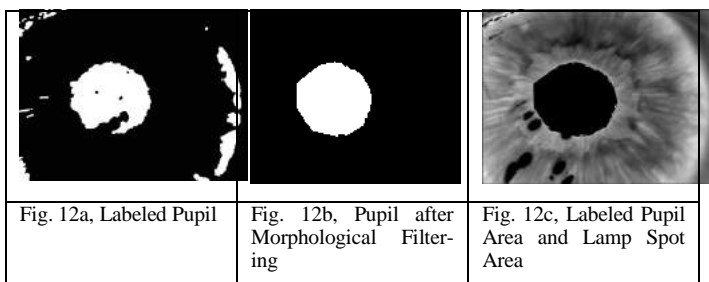 Fig. 12a, Labeled Pupil
Fig. 12b, Pupil after
Morphological Filter-
ing
Fig. 12c, Labeled Pupil
Area and Lamp Spot
Area